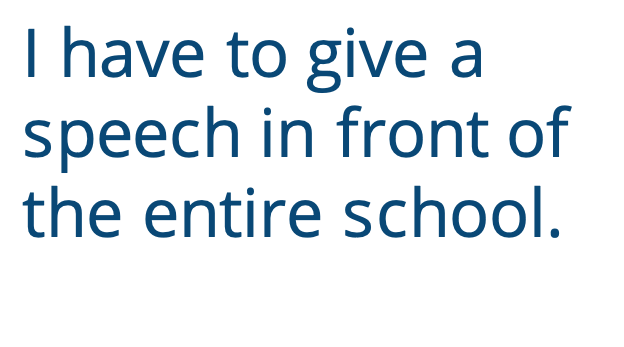 I have to give a
speech in front of
the entire school.